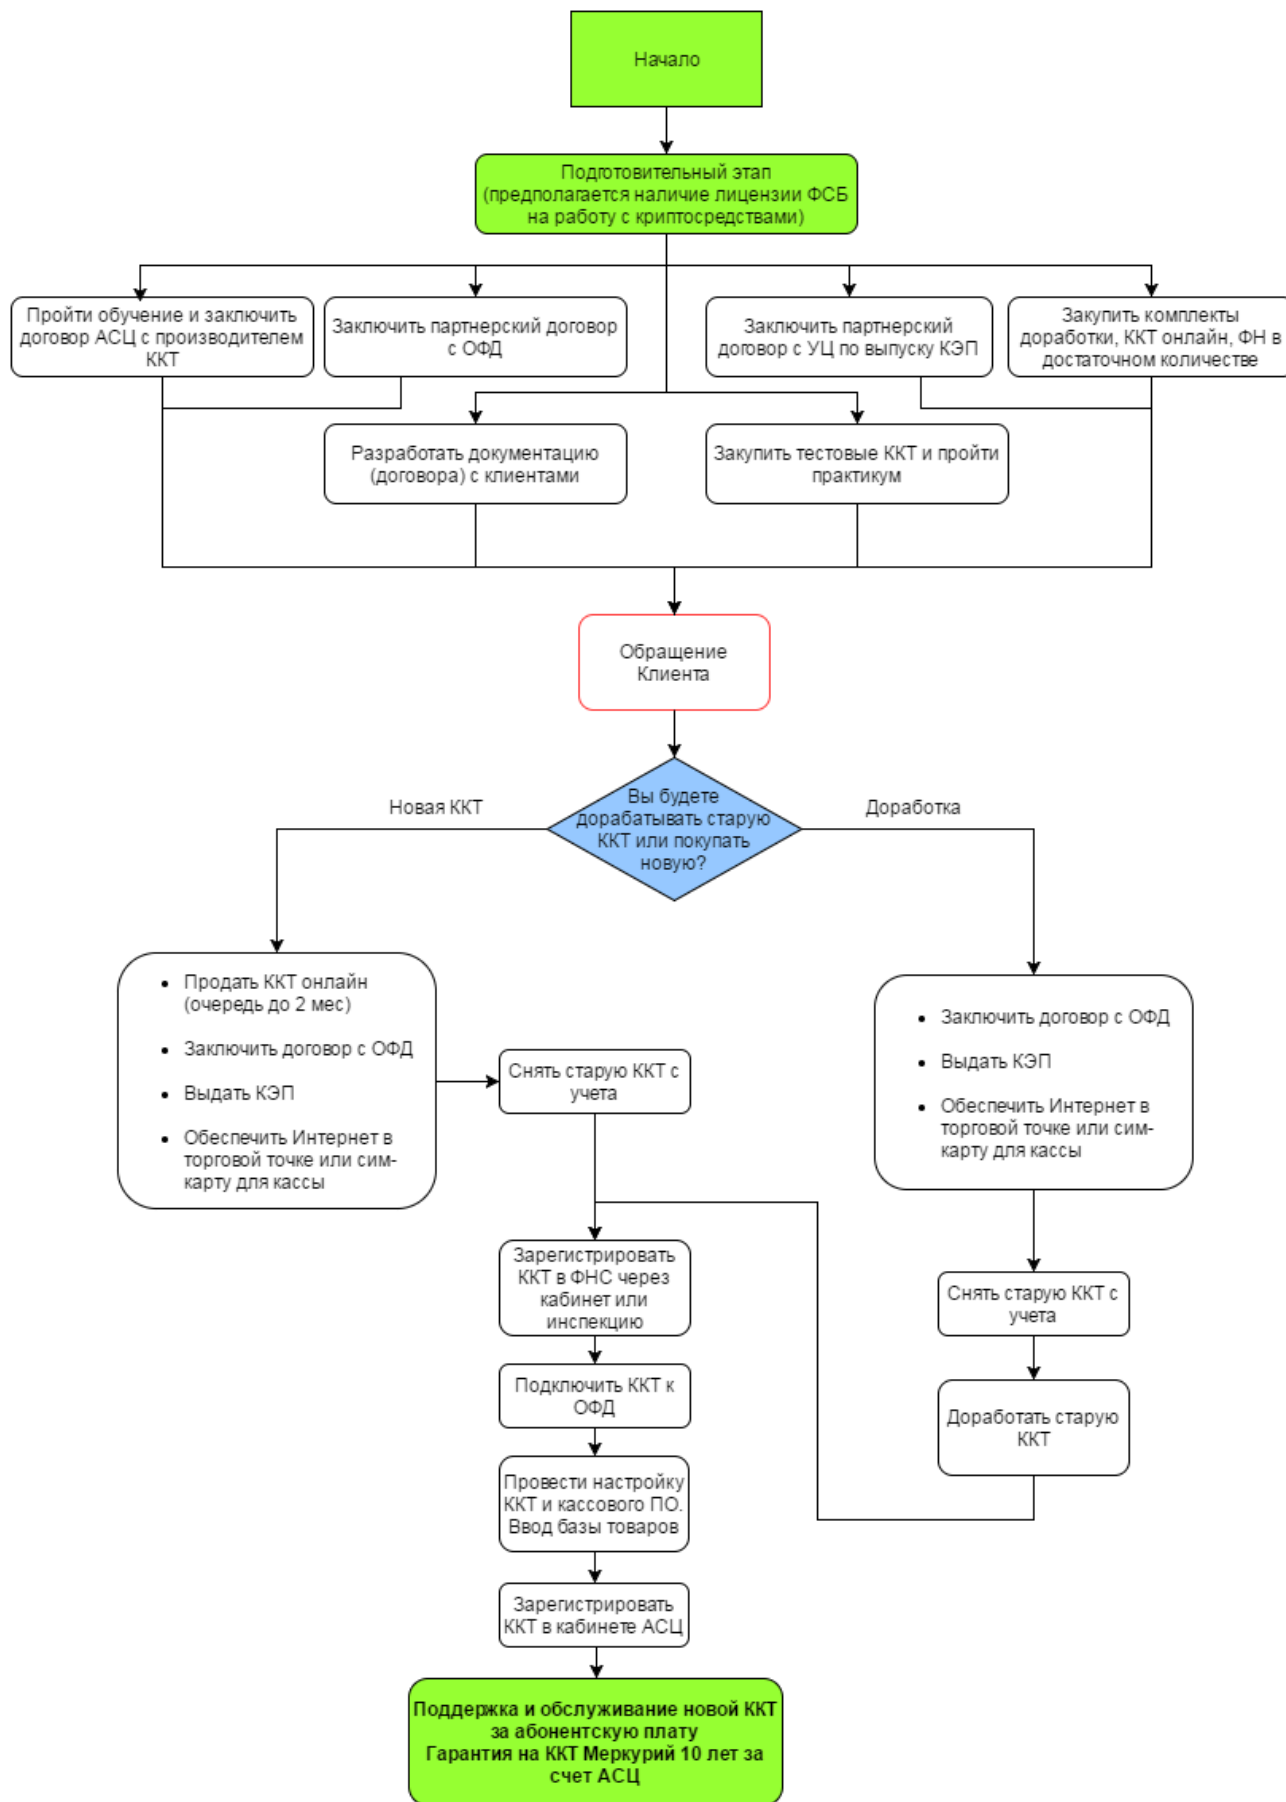 Начало
Подготовительный этап
(предполагается наличие лицензии ФСБ
на работу с криптосредствами)
Пройти обучение и заключить
договор АСЦ с производителем
ККТ
Заключить партнерский договор
с ОФД
Заключить партнерский
договор с УЦ по выпуску КЭП
Закупить комплекты
доработки, ККТ онлайн, ФН в
достаточном количестве
Разработать документацию
(договора) с клиентами
Закупить тестовые ККТ и пройти
практикум
Обращение
Клиента
Вы будете
дорабатывать старую
ККТ или покупать
новую?
Новая ККТ
Доработка
• Продать ККТ онлайн
(очередь до 2 мес)
• Заключить договор с ОФД
• Выдать КЭП
• Обеспечить Интернет в
торговой точке или сим-
карту для кассы
Снять старую ККТ с
учета
• Заключить договор с ОФД
• Выдать КЭП
• Обеспечить Интернет в
торговой точке или сим-
карту для кассы
Зарегистрировать
ККТ в ФНС через
кабинет или
инспекцию
Снять старую ККТ с
учета
Подключить ККТ к
ОФД
Доработать старую
ККТ
Провести настройку
ККТ и кассового ПО.
Ввод базы товаров
Зарегистрировать
ККТ в кабинете АСЦ
Поддержка и обслуживание новой ККТ
за абонентскую плату
Гарантия на ККТ Меркурий 10 лет за
счет АСЦ